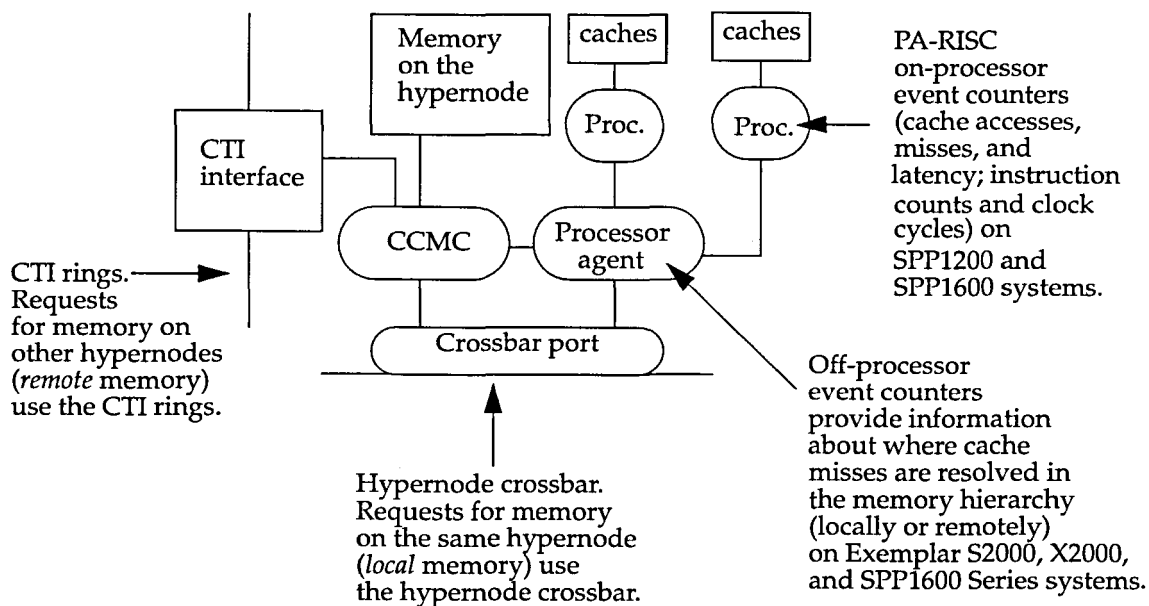 Memory
on the
hypernode
caches
caches
Proc.
Proc.
PA-RISC
on-processor
event counters
(cache accesses,
misses, and
latency; instruction
counts and clock
cycles) on
SPP1200 and
SPP1600 systems.
CTI
interface
CCMC
Processor
agent
Crossbar port
CTI rings.
Requests
for memory on
other hypernodes
(remote memory)
use the CTI rings.
Hypernode crossbar.
Requests for memory
on the same hypernode
(local memory) use
the hypernode crossbar.
Off-processor
event counters
provide information
about where cache
misses are resolved in
the memory hierarchy
(locally or remotely)
on Exemplar S2000, X2000,
and SPP1600 Series systems.